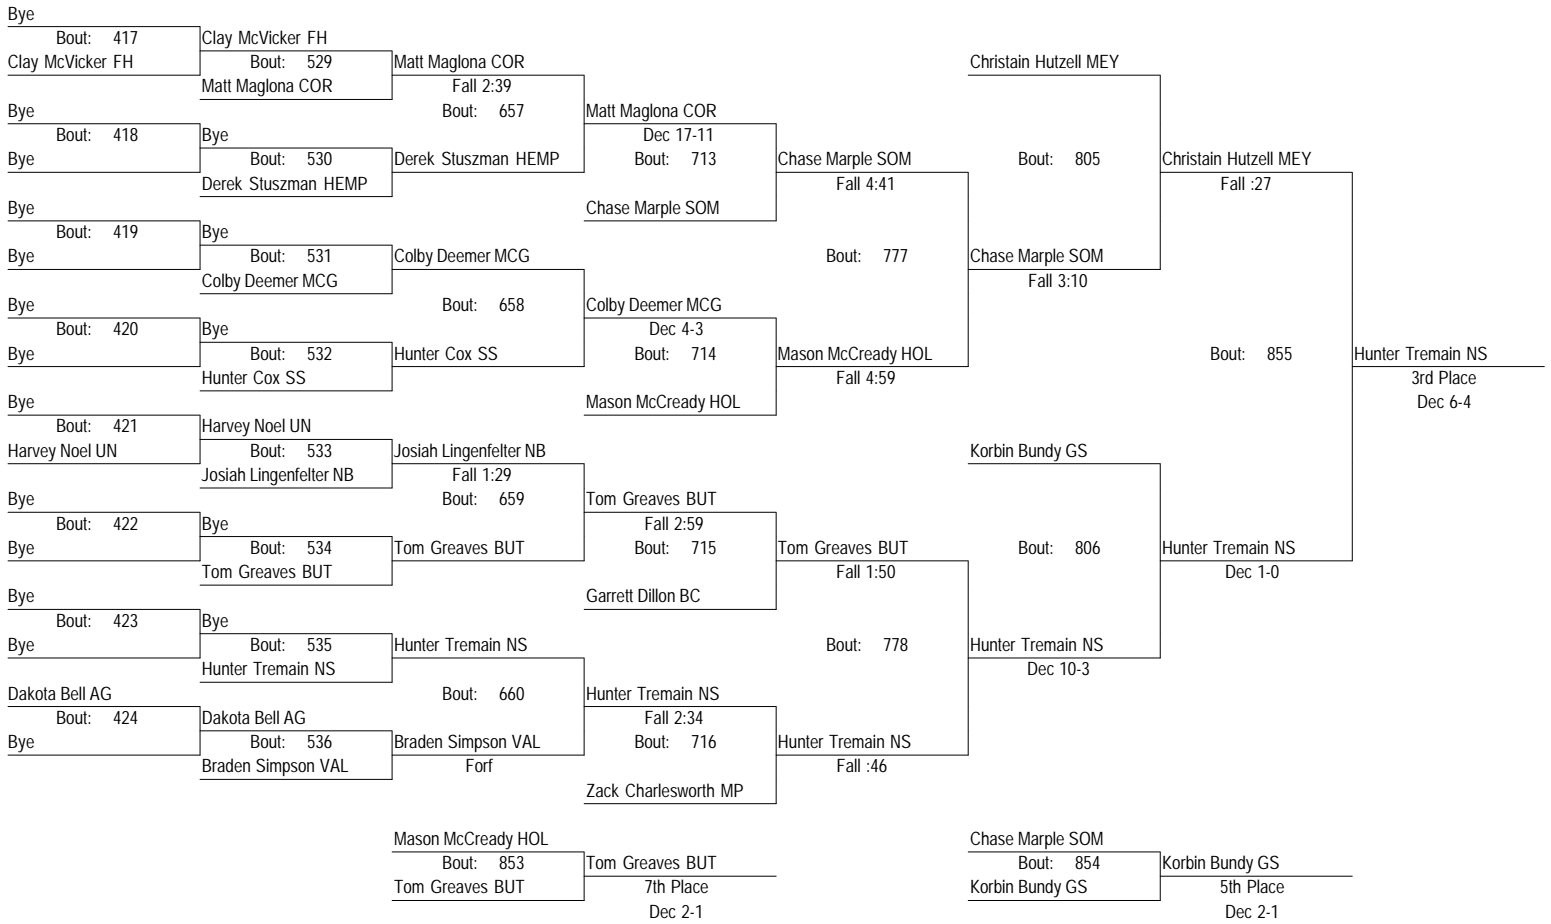 Bye
Bout: 417 Clay McVicker FH
Clay McVicker FH Bout: 529 Matt Maglona COR Christain Hutzell MEY
Matt Maglona COR Fall 2:39
Bye Bout: 657 Matt Maglona COR
Bout: 418 Bye Dec 17-11
Bye Bout: 530 Derek Stuszman HEMP Bout: 713 Chase Marple SOM Bout: 805 Christain Hutzell MEY
Derek Stuszman HEMP Fall 4:41 Fall :27
Bye Chase Marple SOM
Bout: 419 Bye
Bye Bout: 531 Colby Deemer MCG Bout: 777 Chase Marple SOM
Colby Deemer MCG Fall 3:10
Bye Bout: 658 Colby Deemer MCG
Bout: 420 Bye Dec 4-3
Bye Bout: 532 Hunter Cox SS Bout: 714 Mason McCready HOL Bout: 855 Hunter Tremain NS
Hunter Cox SS Fall 4:59 3rd Place
Bye Mason McCready HOL Dec 6-4
Bout: 421 Harvey Noel UN
Harvey Noel UN Bout: 533 Josiah Lingenfelter NB Korbin Bundy GS
Josiah Lingenfelter NB Fall 1:29
Bye Bout: 659 Tom Greaves BUT
Bout: 422 Bye Fall 2:59
Bye Bout: 534 Tom Greaves BUT Bout: 715 Tom Greaves BUT Bout: 806 Hunter Tremain NS
Tom Greaves BUT Fall 1:50 Dec 1-0
Bye Garrett Dillon BC
Bout: 423 Bye
Bye Bout: 535 Hunter Tremain NS Bout: 778 Hunter Tremain NS
Hunter Tremain NS Dec 10-3
Dakota Bell AG Bout: 660 Hunter Tremain NS
Bout: 424 Dakota Bell AG Fall 2:34
Bye Bout: 536 Braden Simpson VAL Bout: 716 Hunter Tremain NS
Braden Simpson VAL Forf Fall :46
Zack Charlesworth MP
Mason McCready HOL Chase Marple SOM
Bout: 853 Tom Greaves BUT Bout: 854 Korbin Bundy GS
Tom Greaves BUT 7th Place Korbin Bundy GS 5th Place
Dec 2-1 Dec 2-1